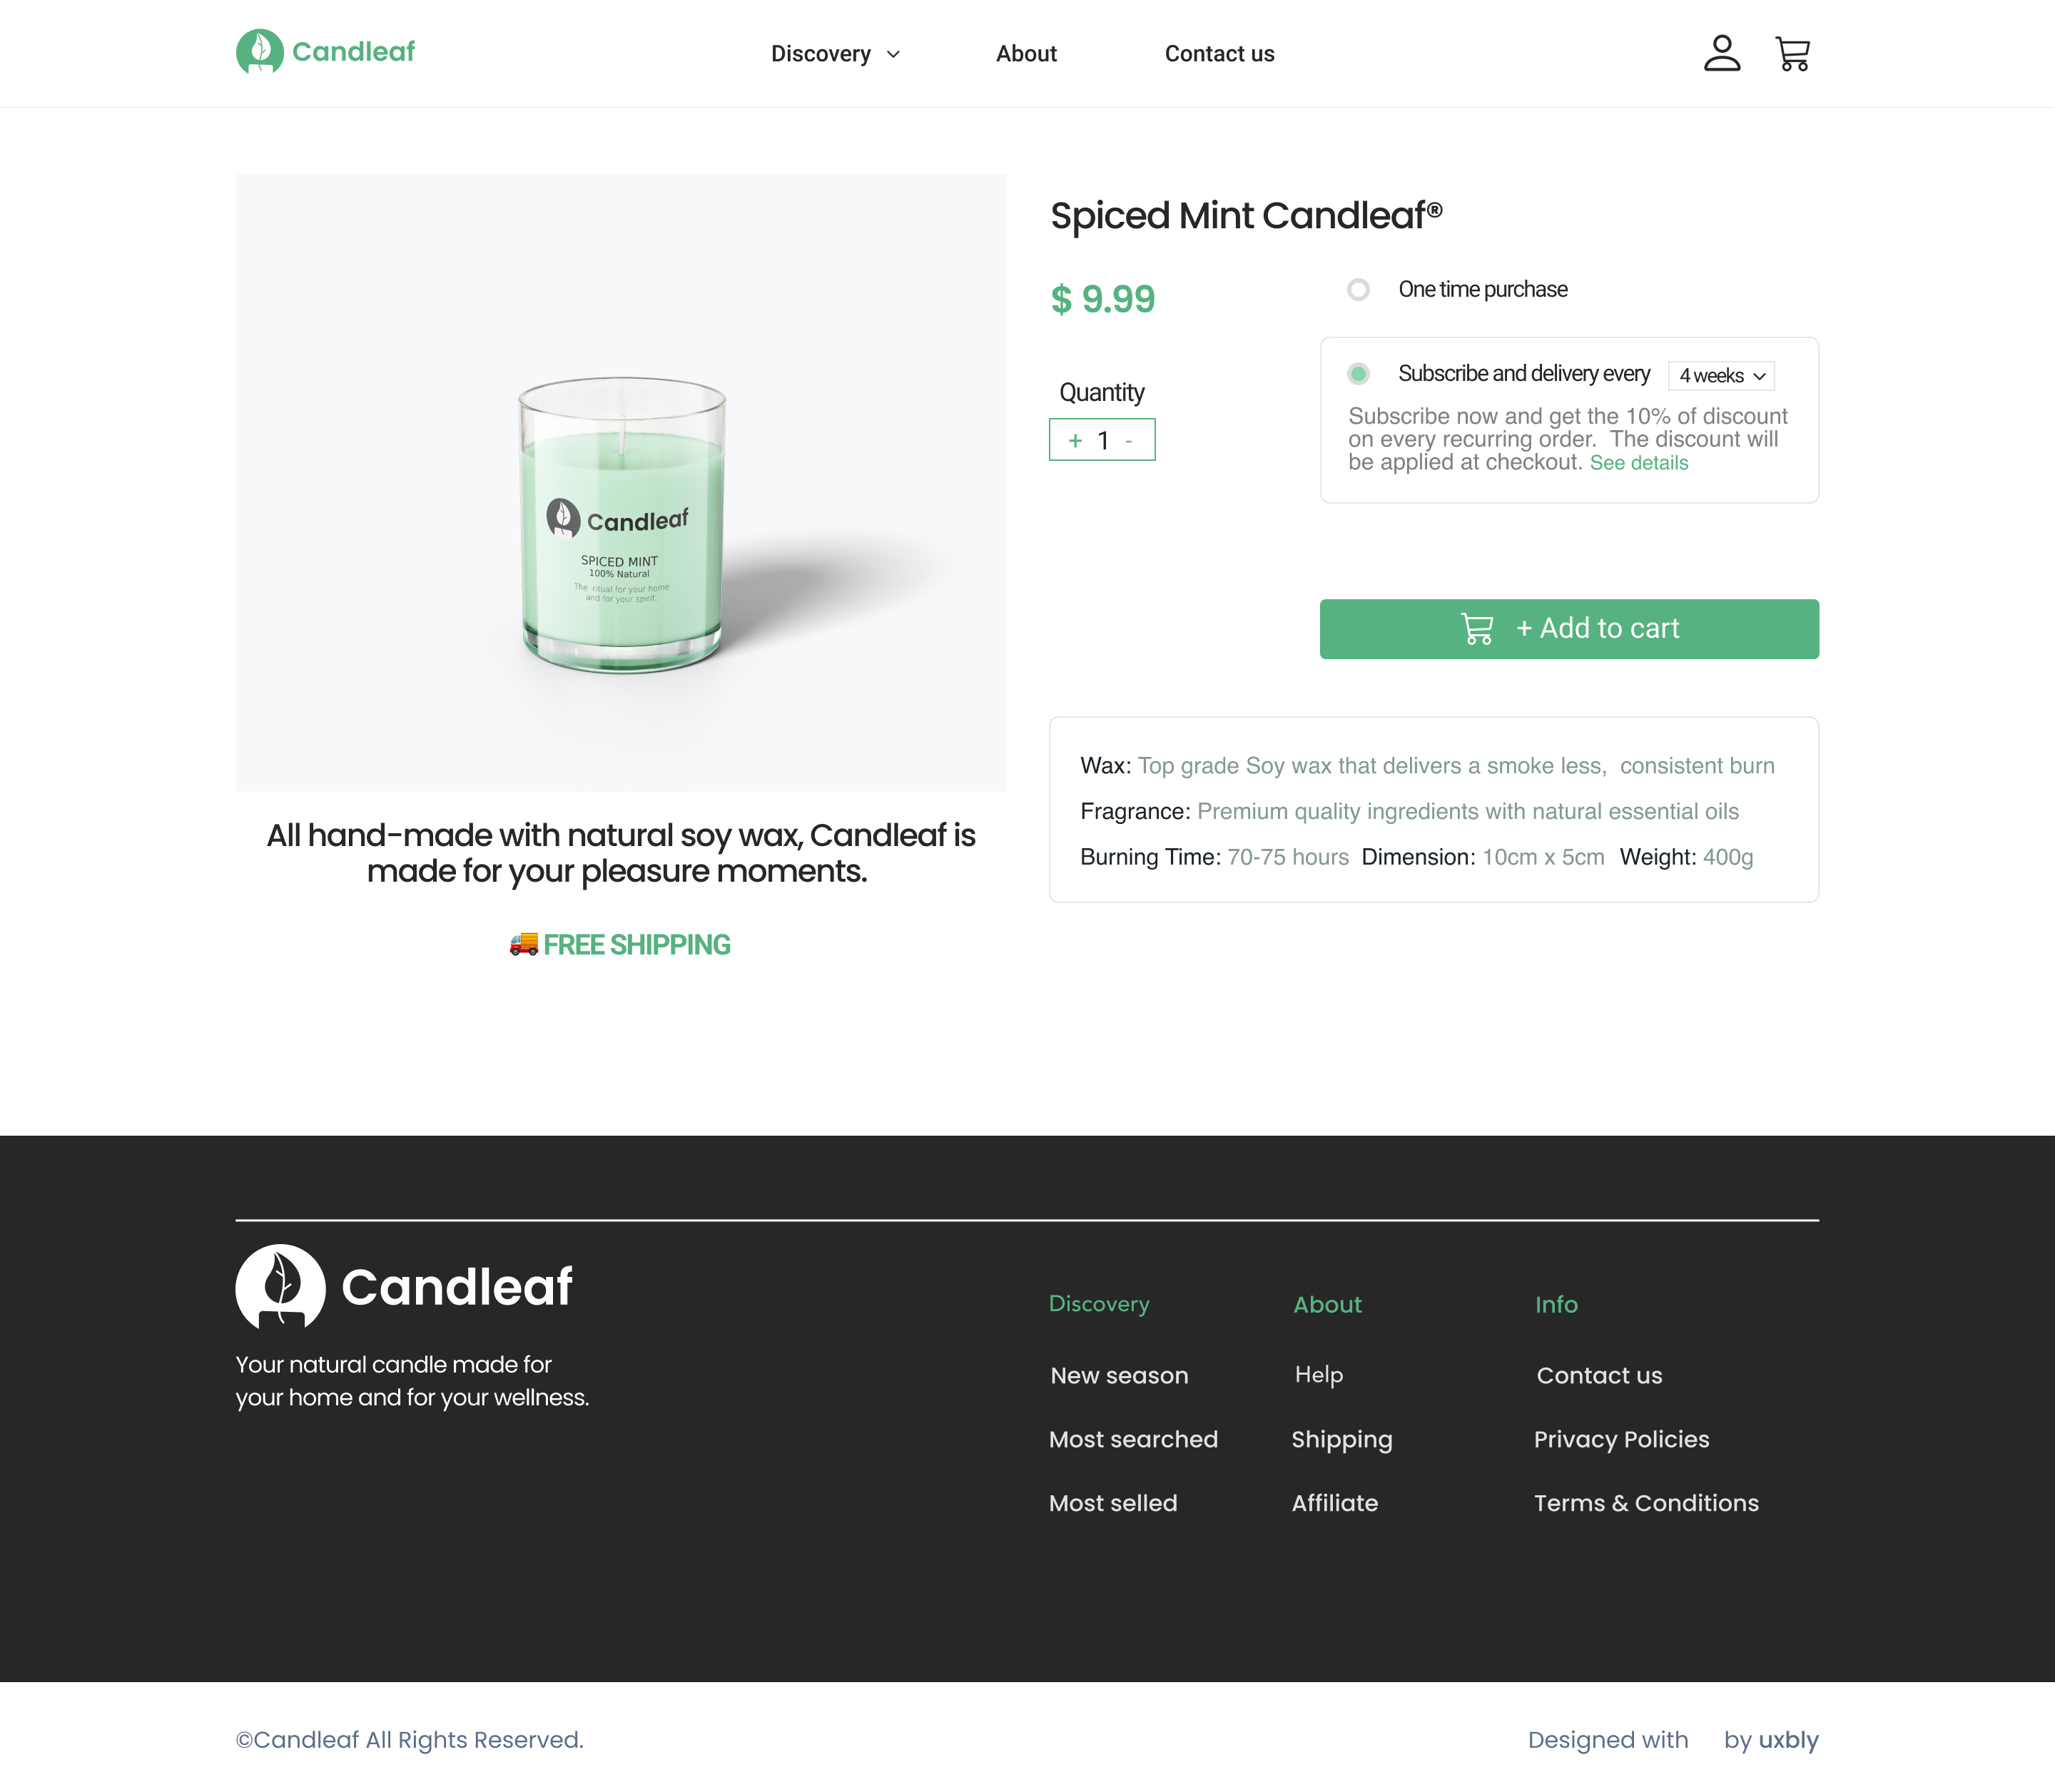 Candleaf
Discovery
About
Contact us
Spiced Mint Candleaf®
$ 9.99
One time purchase
Quantity
+ 1 -
Subscribe and delivery every
4 weeks
Subscribe now and get the 10% of discount
on every recurring order.  The discount will
be applied at checkout. See details
Candleaf
SPICED MINT
100% Natural
The ritual for your home
and for your spirit
+ Add to cart
Wax: Top grade Soy wax that delivers a smoke less,  consistent burn
Fragrance: Premium quality ingredients with natural essential oils
Burning Time: 70-75 hours  Dimension: 10cm x 5cm  Weight: 400g
All hand-made with natural soy wax, Candleaf is
made for your pleasure moments.
🚚 FREE SHIPPING
Candleaf
Your natural candle made for
your home and for your wellness.
Discovery
New season
Most searched
Most selled
About
Help
Shipping
Affiliate
Info
Contact us
Privacy Policies
Terms & Conditions
©Candleaf All Rights Reserved.
Designed with by uxbly